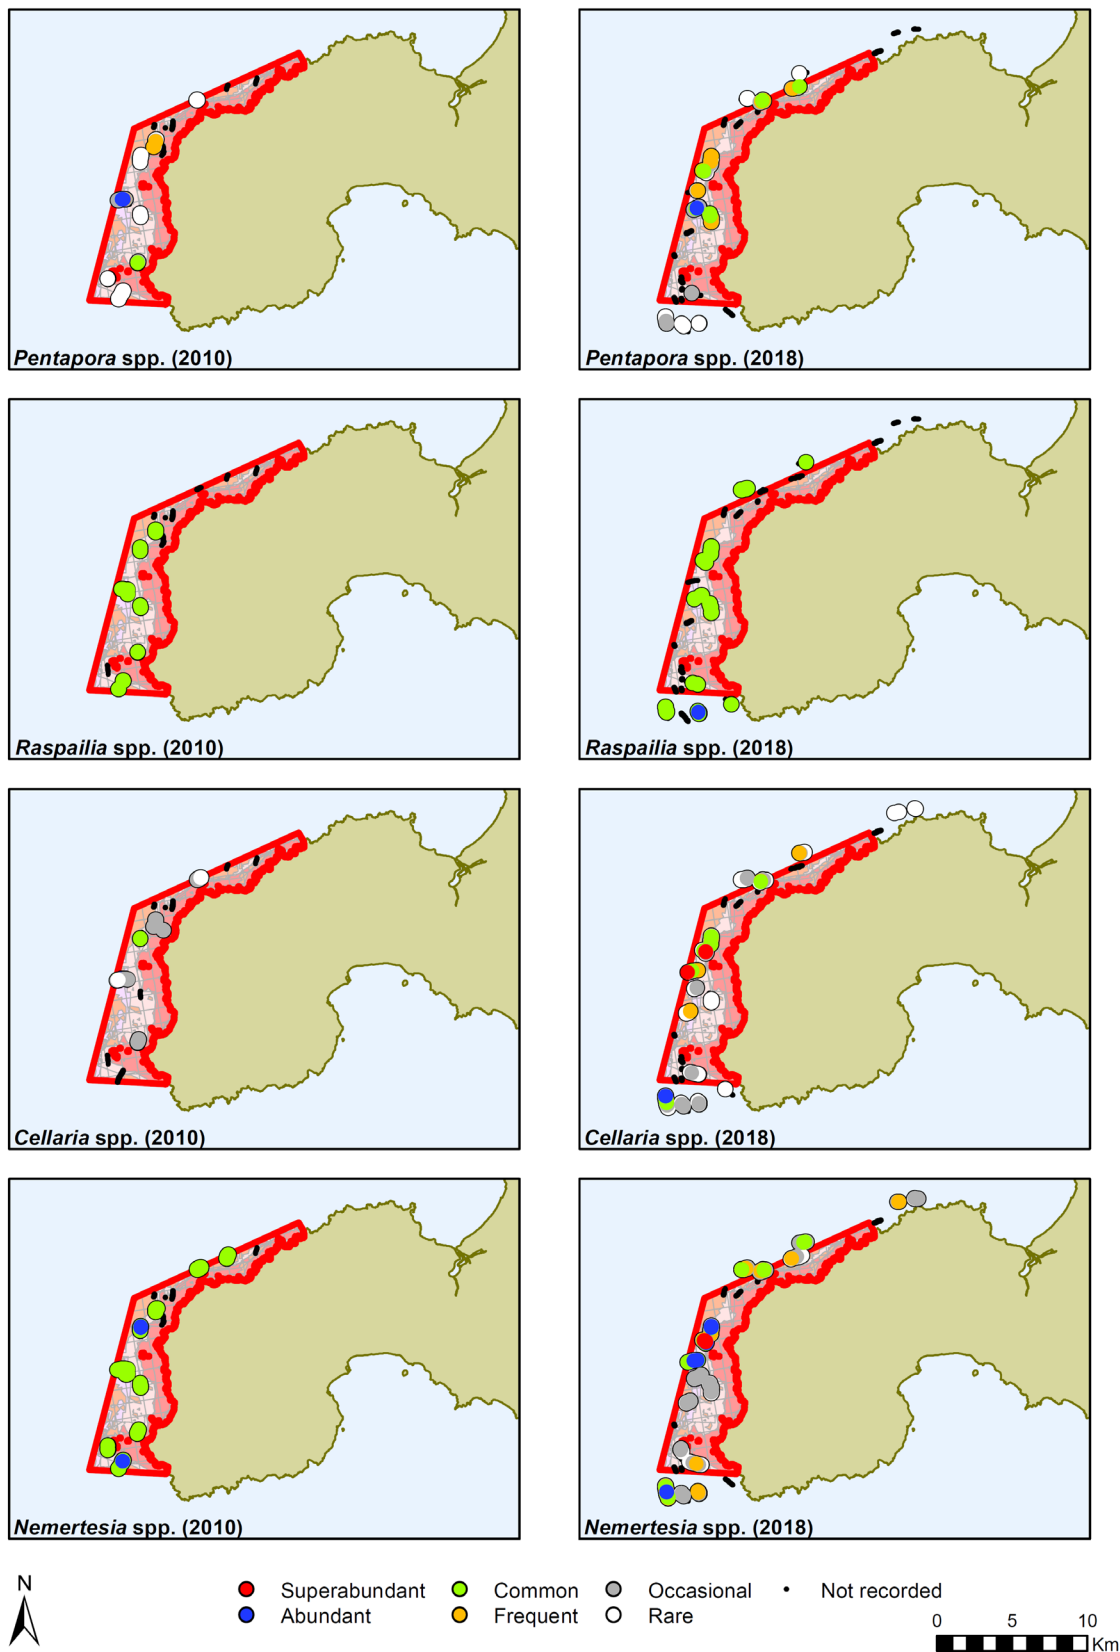 Pentapora spp. (2010)
Pentapora spp. (2018)
Raspailia spp. (2010)
Raspailia spp. (2018)
Cellaria spp. (2010)
Cellaria spp. (2018)
Nemertesia spp. (2010)
Nemertesia spp. (2018)
N
Superabundant
Common
Occasional
Not recorded
Abundant
Frequent
Rare
0 5 10
Km